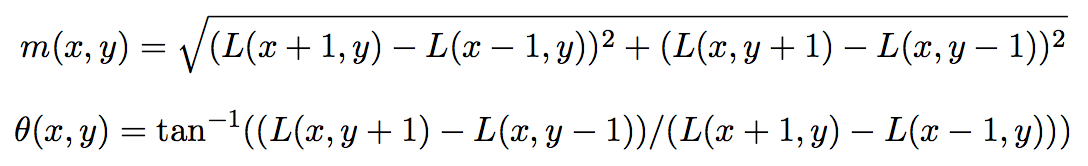 m(x, y) = √(L(x + 1, y) − L(x − 1, y))² + (L(x, y + 1) − L(x, y − 1))²
θ(x, y) = tan⁻¹((L(x, y + 1) − L(x, y − 1))/(L(x + 1, y) − L(x − 1, y)))